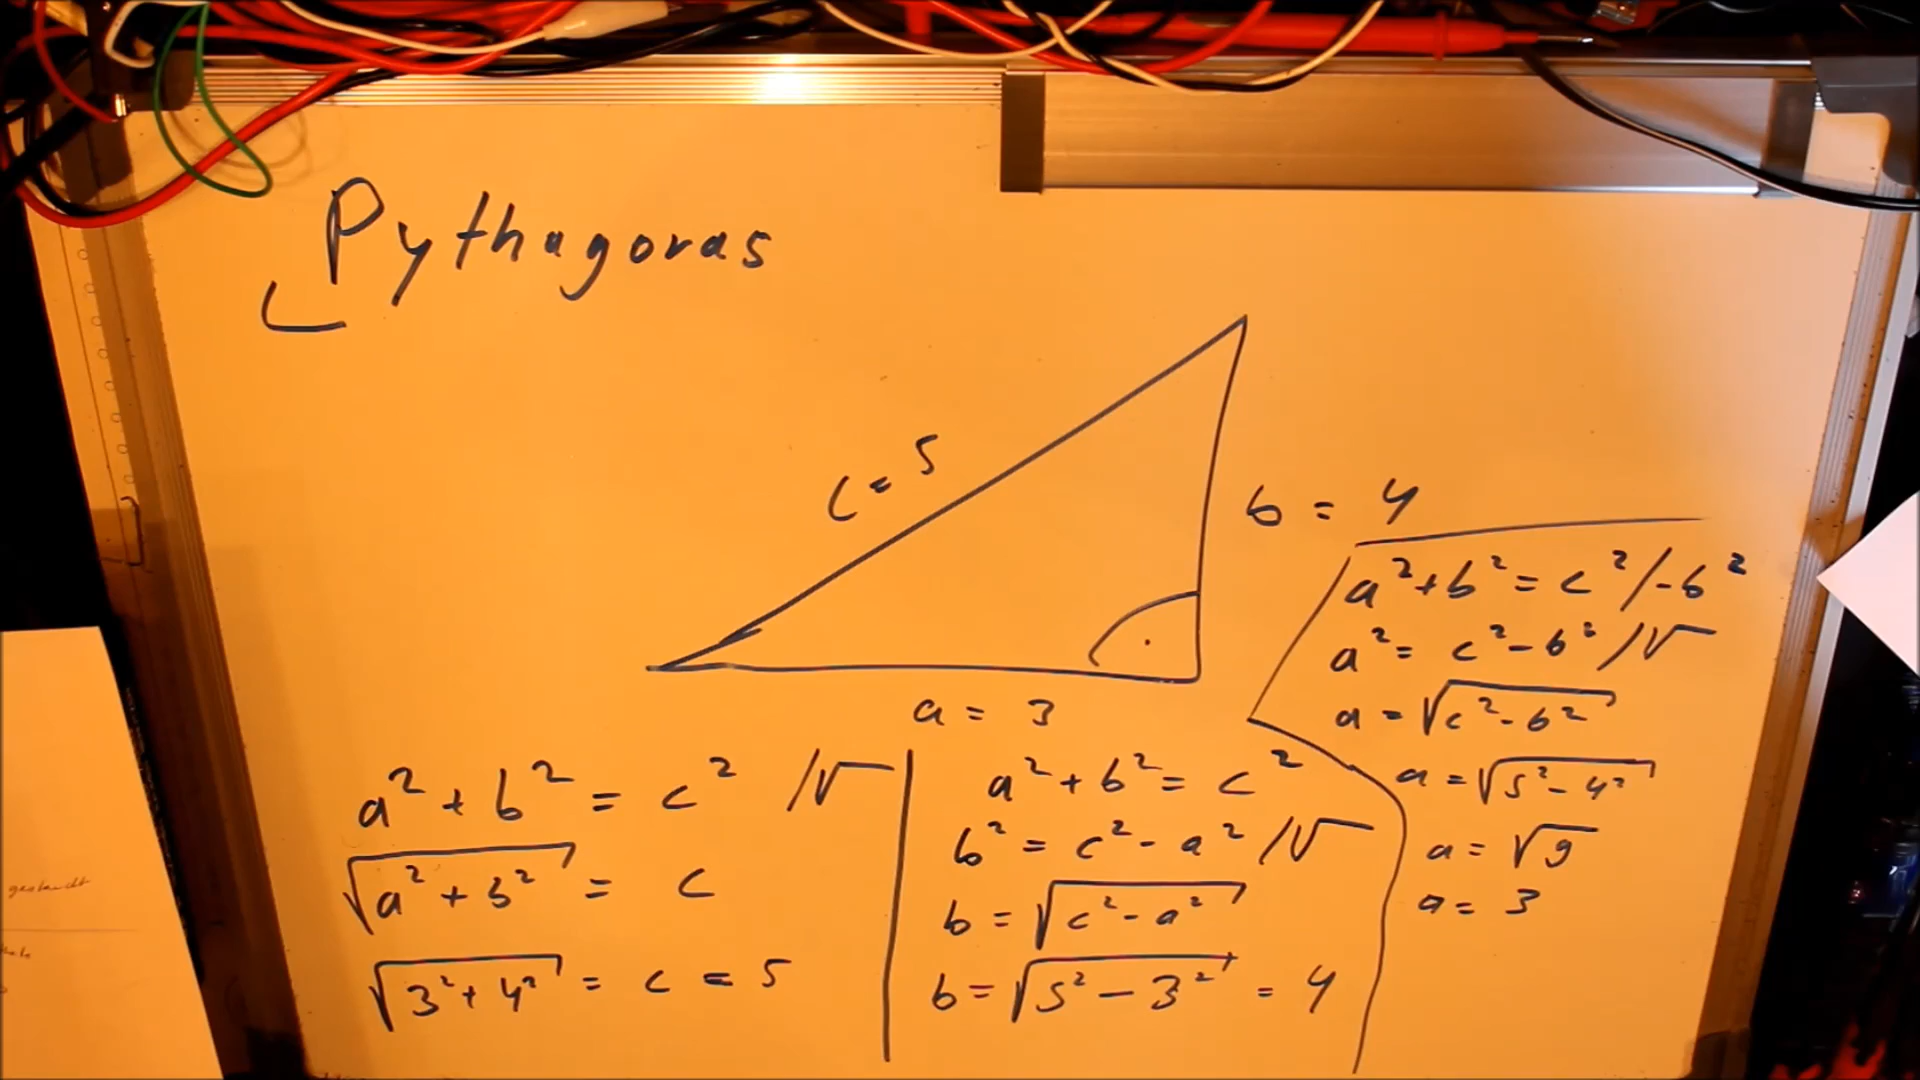 Pythagoras
c = 5
b = 4
a = 3
a² + b² = c² /√
√(a² + b²) = c
√(3² + 4²) = c = 5
a² + b² = c²
b² = c² - a² /√
b = √(c² - a²)
b = √(5² - 3²) = 4
a² + b² = c² /-b²
a² = c² - b² /√
a = √(c² - b²)
a = √(5² - 4²)
a = √9
a = 3